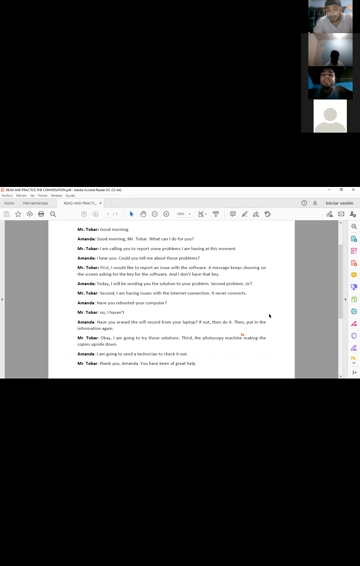 READ AND PRACTICE THE CONVERSATION.pdf - Adobe Acrobat Reader DC (32-bit)
Archivo Edición Ver Firmar Ventana Ayuda
Inicio Herramientas READ AND PRACTI... Iniciar sesión
Mr. Tobar: Good morning.
Amanda: Good morning, Mr. Tobar. What can I do for you?
Mr. Tobar: I am calling you to report some problems I am having at this moment.
Amanda: I hear you. Could you tell me about those problems?
Mr. Tobar: First, I would like to report an issue with the software. A message keeps showing on
the screen asking for the key for the software. And I don't have that key.
Amanda: Today, I will be sending you the solution to your problem. Second problem, sir?
Mr. Tobar: Second, I am having issues with the internet connection. It never connects.
Amanda: Have you rebooted your computer?
Mr. Tobar: no, I haven't
Amanda: Have you erased the wifi record from your laptop? If not, then do it. Then, put in the
information again.
is
Mr. Tobar: Okay, I am going to try those solutions. Third, the photocopy machine making the
copies upside down.
Amanda: I am going to send a technician to check it out.
Mr. Tobar: thank you, Amanda. You have been of great help